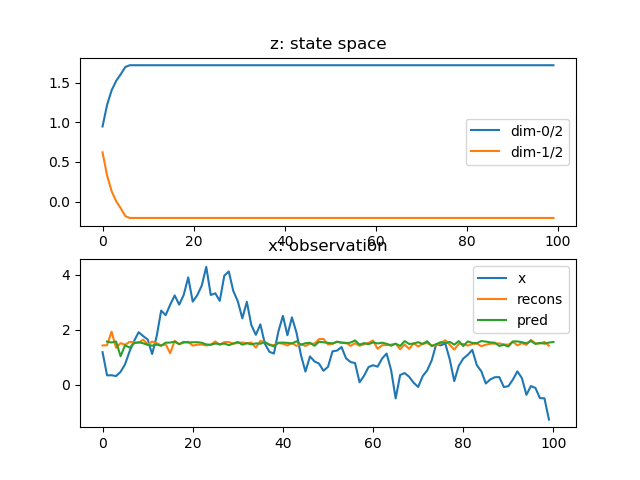 z: state space
1.5
1.0
0.5
0.0
dim-0/2
dim-1/2
0 20 40 60 80 100
x: observation
4
2
0
x
recons
pred
0 20 40 60 80 100